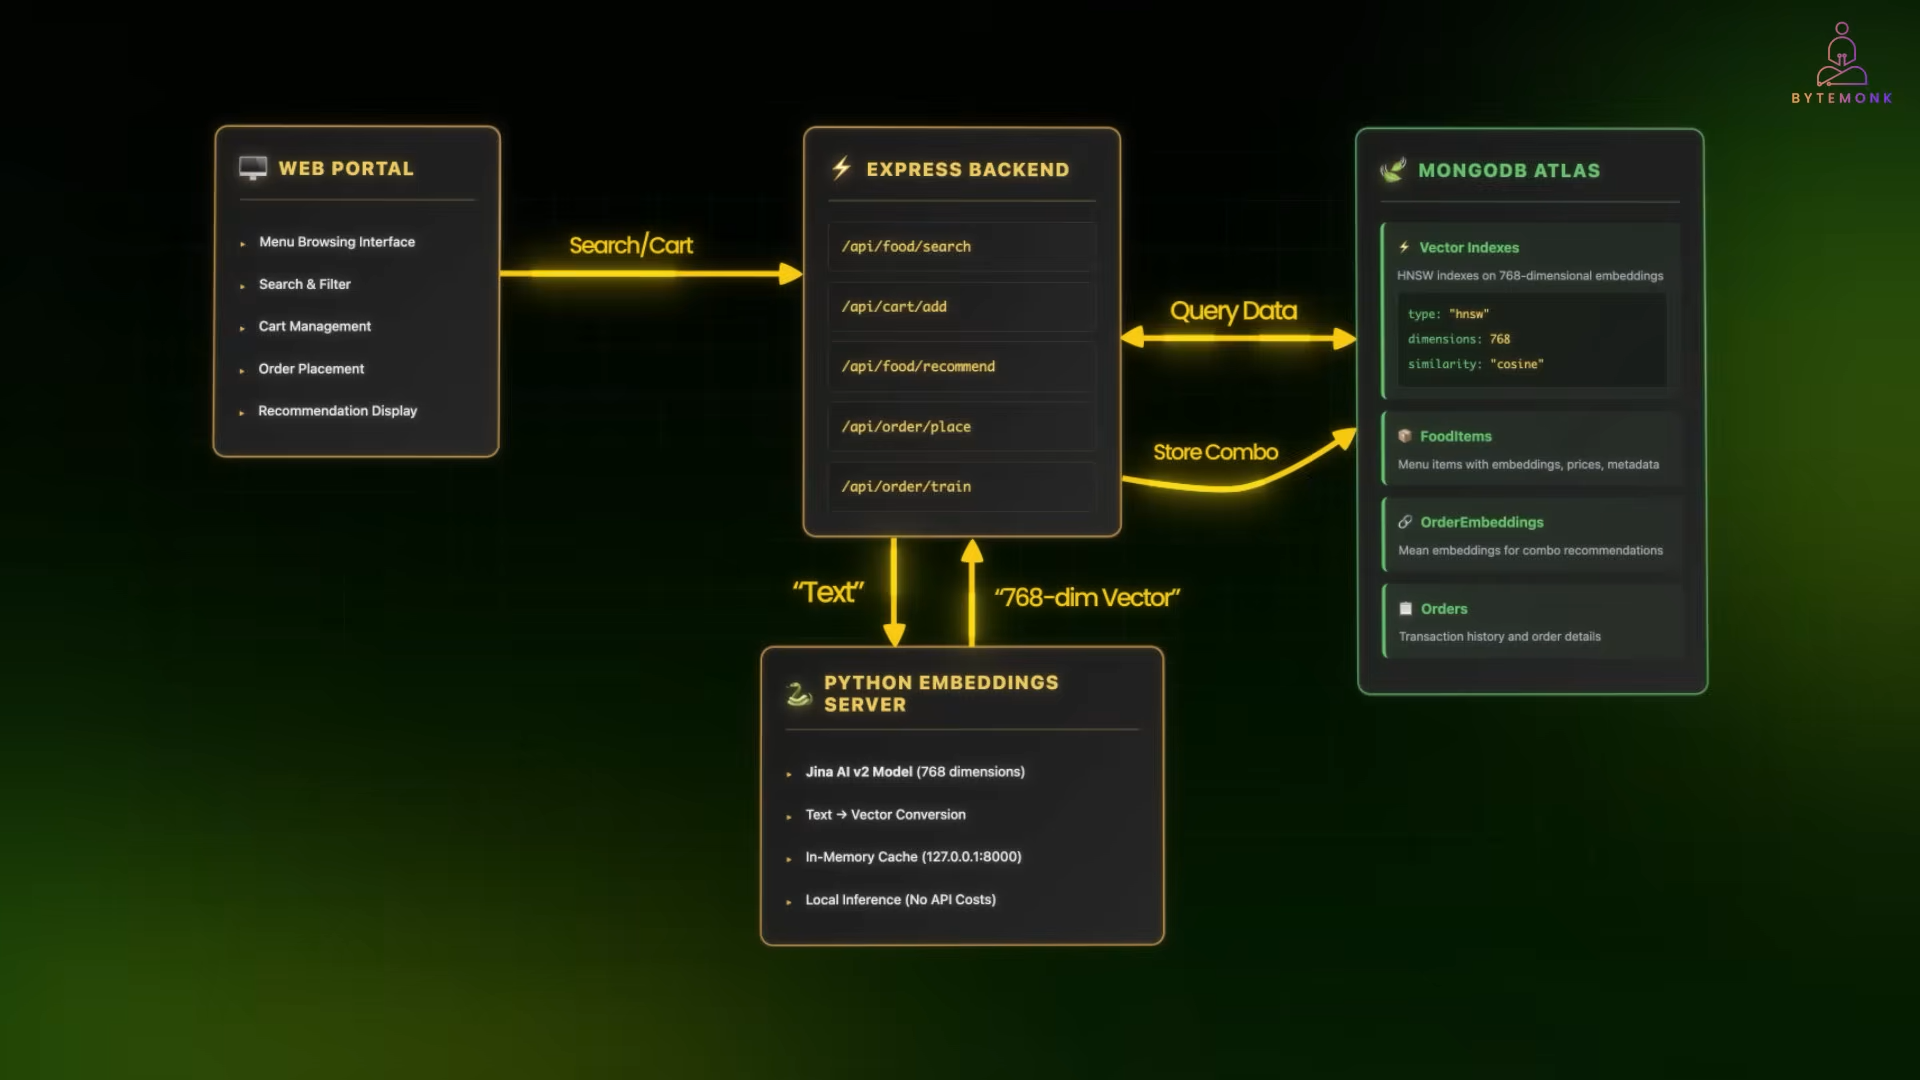 BYTEMONK
WEB PORTAL
Menu Browsing Interface
Search & Filter
Cart Management
Order Placement
Recommendation Display
Search/Cart
EXPRESS BACKEND
/api/food/search
/api/cart/add
/api/food/recommend
/api/order/place
/api/order/train
Query Data
Store Combo
MONGODB ATLAS
Vector Indexes
HNSW indexes on 768-dimensional embeddings
type: "hnsw"
dimensions: 768
similarity: "cosine"
FoodItems
Menu items with embeddings, prices, metadata
OrderEmbeddings
Mean embeddings for combo recommendations
Orders
Transaction history and order details
“Text”
“768-dim Vector”
PYTHON EMBEDDINGS
SERVER
Jina AI v2 Model (768 dimensions)
Text → Vector Conversion
In-Memory Cache (127.0.0.1:8000)
Local Inference (No API Costs)